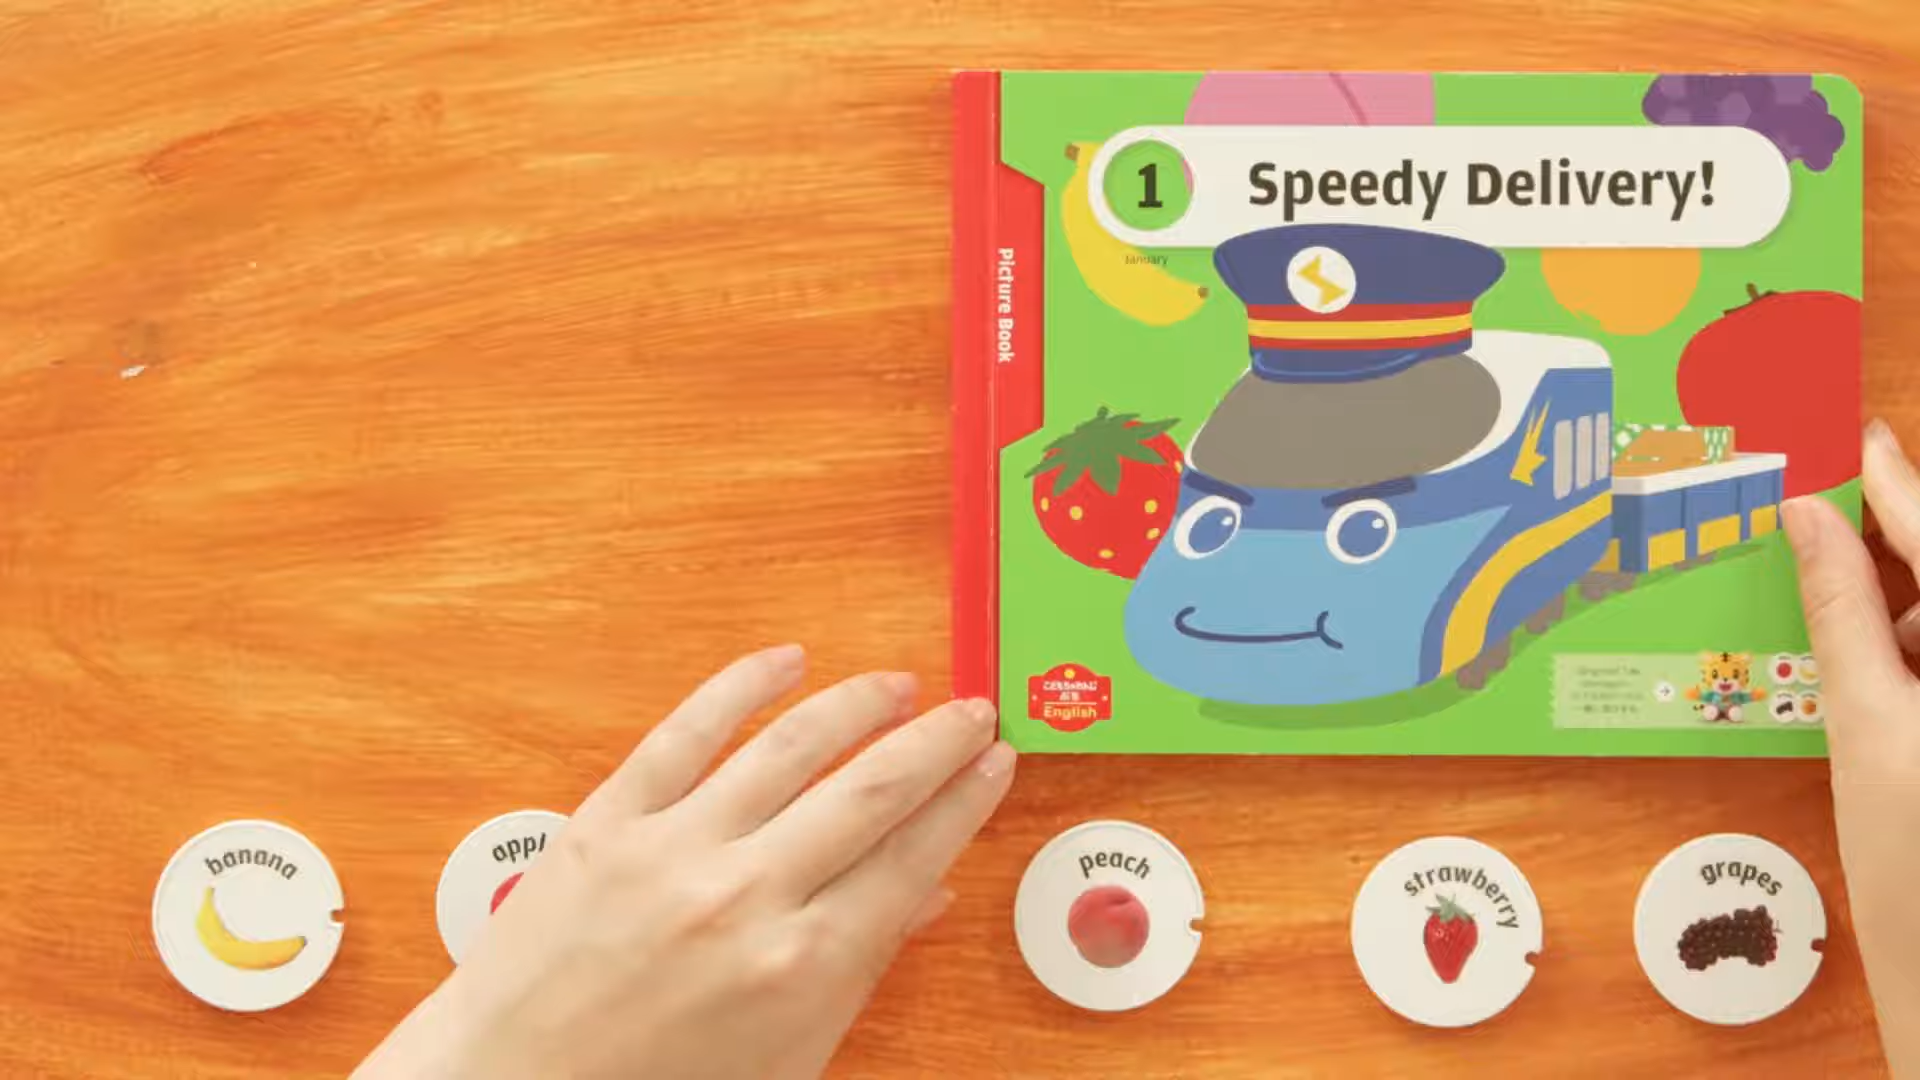 1 Speedy Delivery!
January
Picture Book
English
banana
peach
strawberry
grapes